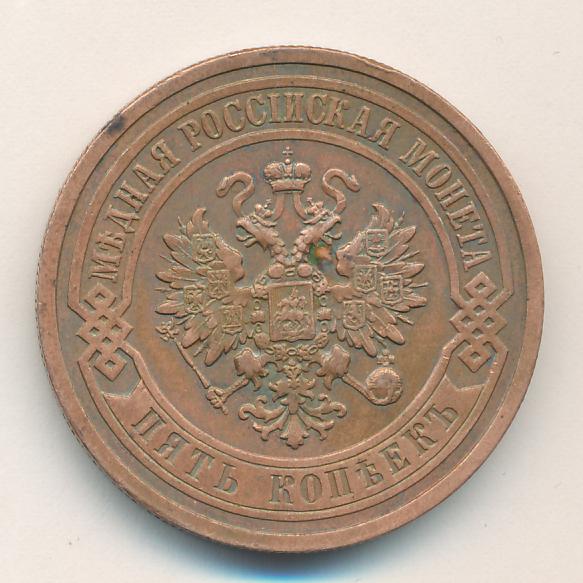 МѢДНАЯ РОССІЙСКАЯ МОНЕТА
ПЯТЬ КОПѢЕКЪ